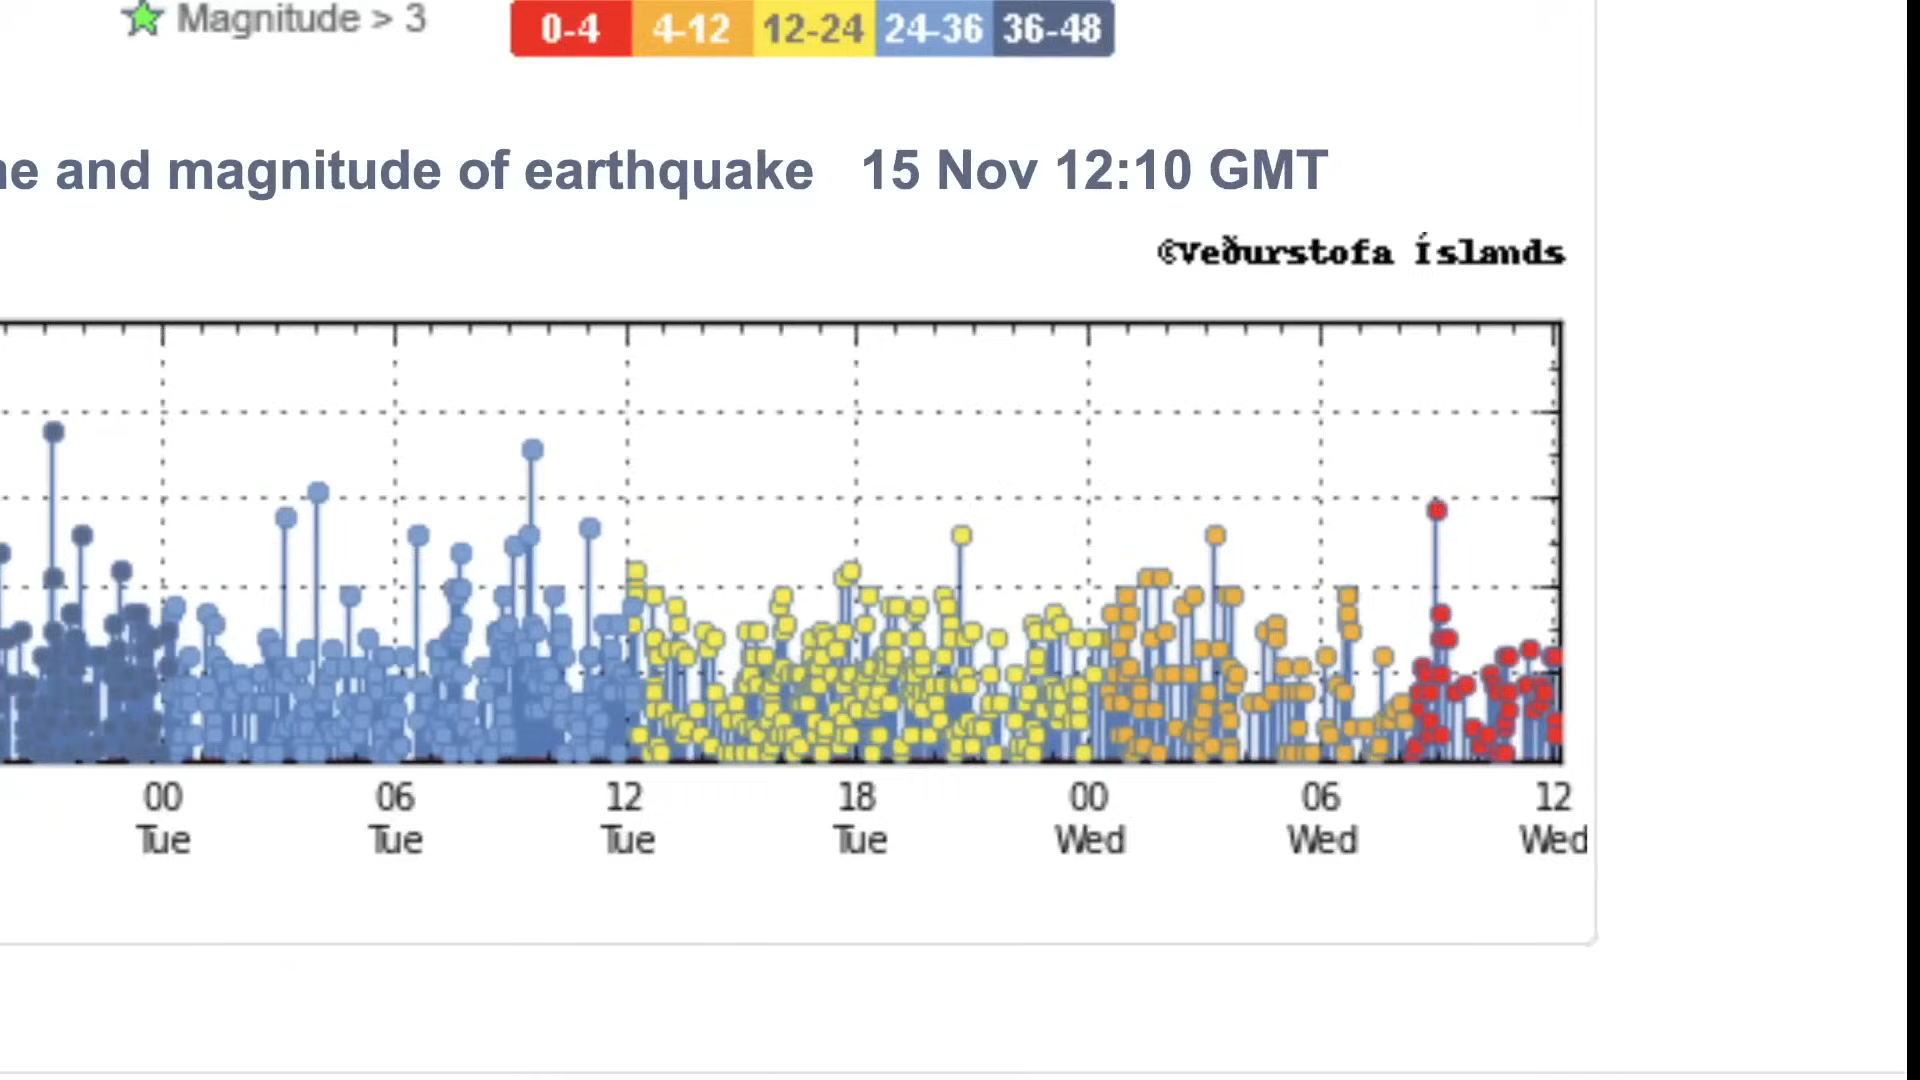 Magnitude > 3
0-4 4-12 12-24 24-36 36-48
and magnitude of earthquake 15 Nov 12:10 GMT
©Veðurstofa Íslands
00 06 12 18 00 06 12
Tue Tue Tue Tue Wed Wed Wed